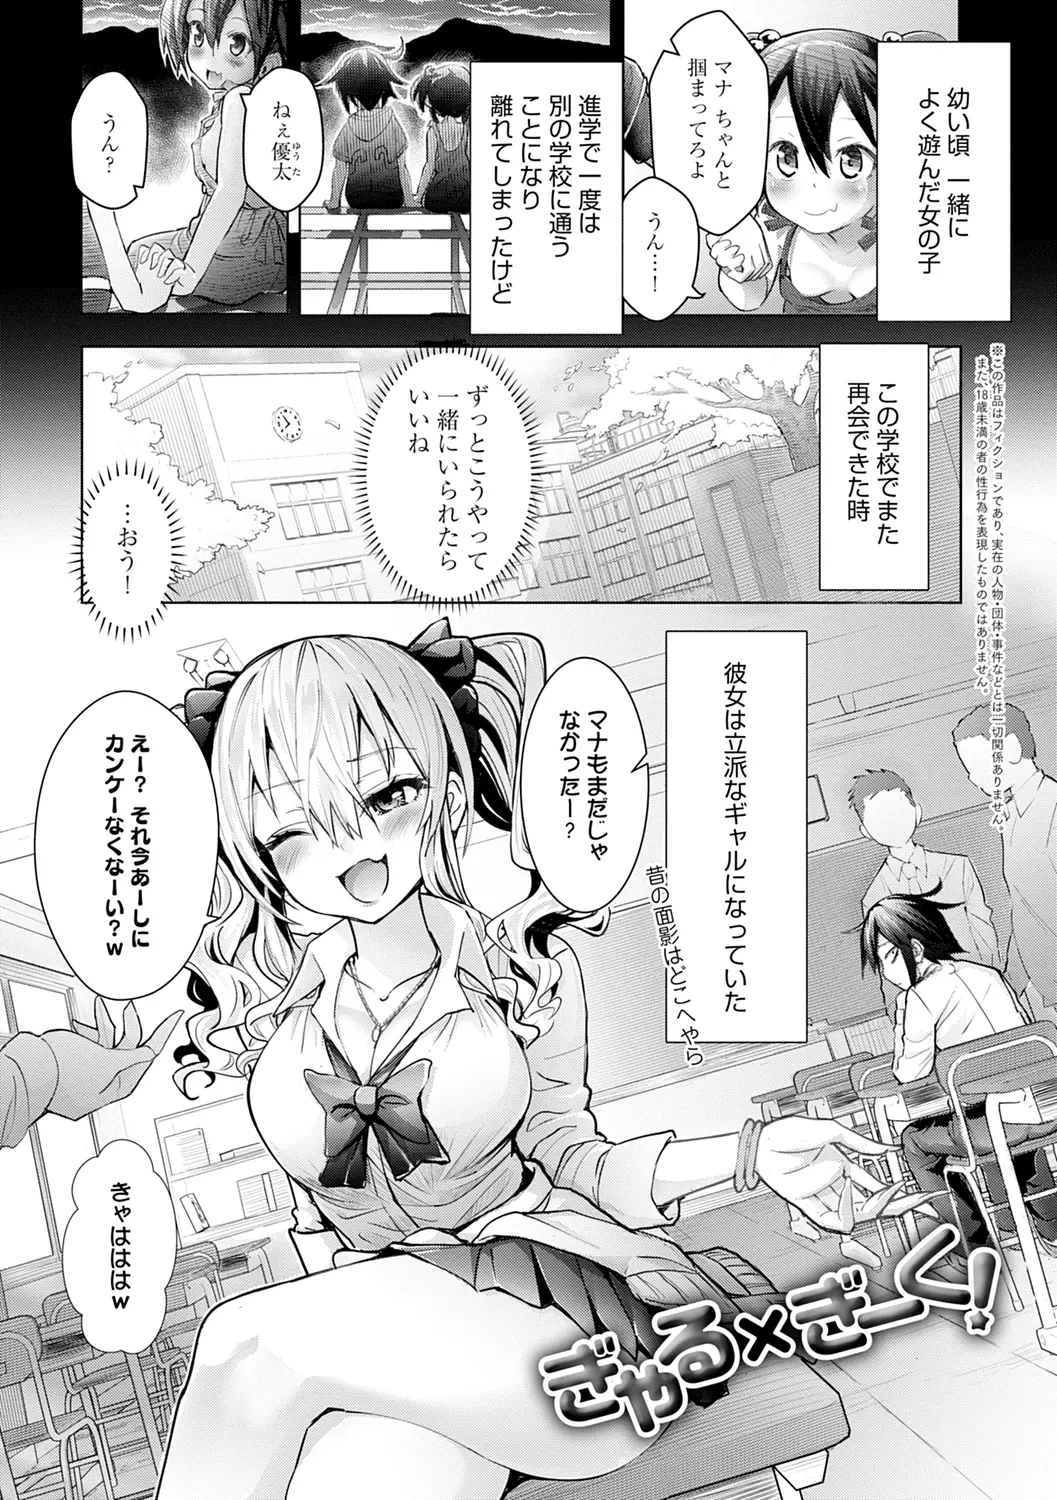 幼い頃 一緒に
よく遊んだ女の子
マナ ちゃんと
掴まってろよ
うん…!
進学で一度は
別の学校に通う
ことになり
離れてしまったけど
ねぇ優太
ゆうた
うん?
この学校でまた
再会できた時
ずっとこうやって
一緒にいられたら
いいね
…おう!
※この作品はフィクションであり、実在の人物・団体・事件などとは一切関係ありません。
また、18歳未満の者の性行為を表現したものではありません。
彼女は立派なギャルになっていた
昔の面影はどこへやら
マナもまだじゃ
なかったー?
えー? それ今あーしに
カンケーなくなーい?w
きゃははははw
ぎゃる×ぎーく!